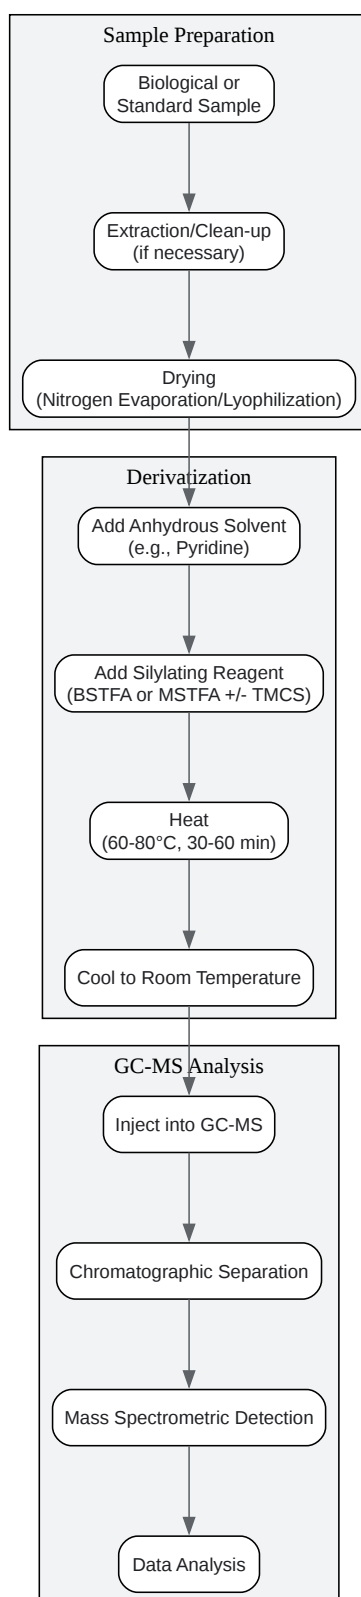 Sample Preparation
Biological or
Standard Sample
Extraction/Clean-up
(if necessary)
Drying
(Nitrogen Evaporation/Lyophilization)
Derivatization
Add Anhydrous Solvent
(e.g., Pyridine)
Add Silylating Reagent
(BSTFA or MSTFA +/- TMCS)
Heat
(60-80°C, 30-60 min)
Cool to Room Temperature
GC-MS Analysis
Inject into GC-MS
Chromatographic Separation
Mass Spectrometric Detection
Data Analysis